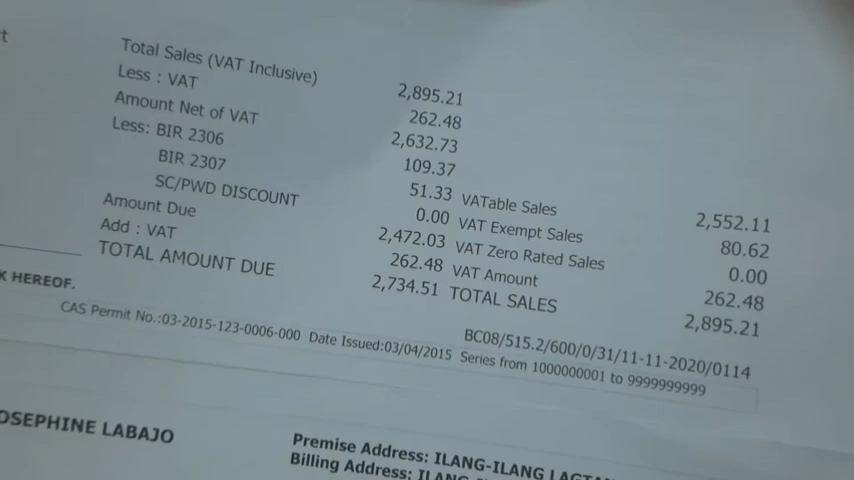 rt
Total Sales (VAT Inclusive) 2,895.21
Less : VAT 262.48
Amount Net of VAT 2,632.73
Less: BIR 2306 109.37
BIR 2307 51.33 VATable Sales 2,552.11
SC/PWD DISCOUNT 0.00 VAT Exempt Sales 80.62
Amount Due 2,472.03 VAT Zero Rated Sales 0.00
Add : VAT 262.48 VAT Amount 262.48
TOTAL AMOUNT DUE 2,734.51 TOTAL SALES 2,895.21
K HEREOF.
BC08/515.2/600/0/31/11-11-2020/0114
CAS Permit No.:03-2015-123-0006-000 Date Issued:03/04/2015 Series from 1000000001 to 9999999999
OSEPHINE LABAJO
Premise Address: ILANG-ILANG
Billing Address: